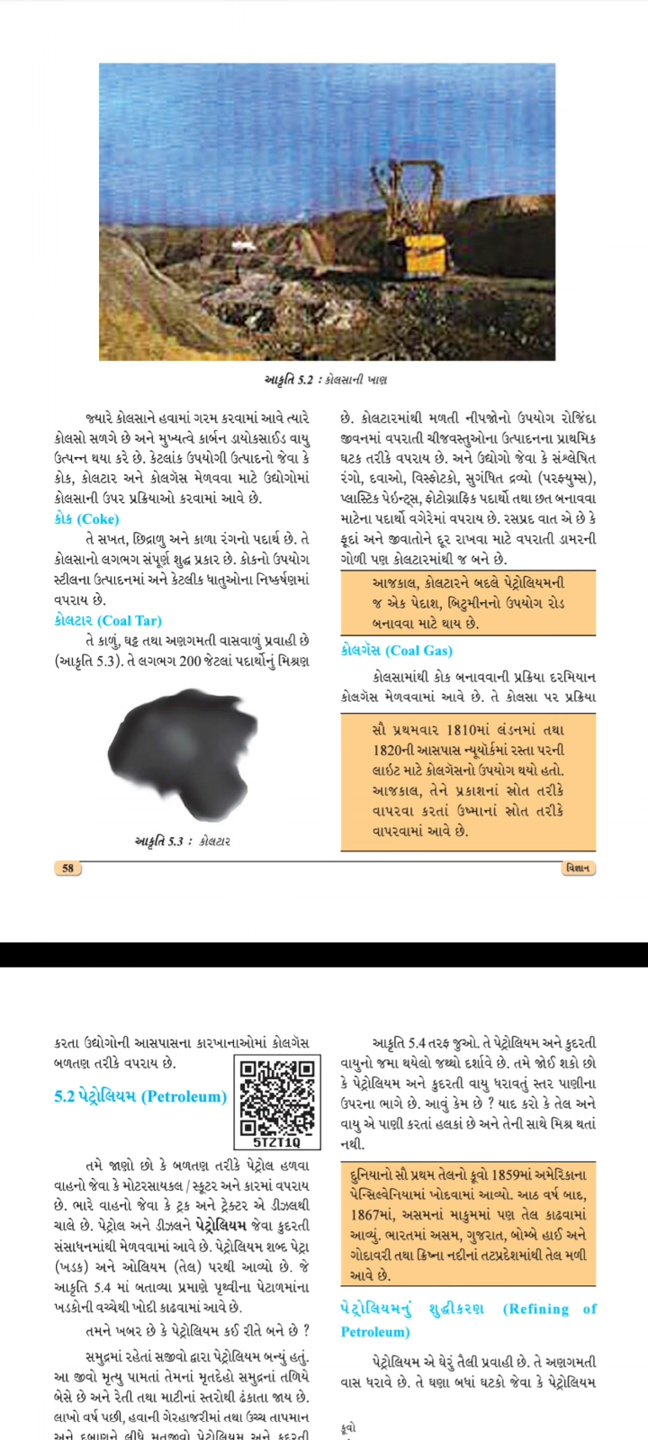 આકૃતિ 5.2 : કોલસાની ખાણ
જ્યારે કોલસાને હવામાં ગરમ કરવામાં આવે ત્યારે
કોલસો સળગે છે અને મુખ્યત્વે કાર્બન ડાયોક્સાઈડ વાયુ
ઉત્પન્ન થયા કરે છે. કેટલાંક ઉપયોગી ઉત્પાદનો જેવા કે
કોક, કોલટાર અને કોલગૅસ મેળવવા માટે ઉદ્યોગોમાં
કોલસાની ઉપર પ્રક્રિયાઓ કરવામાં આવે છે.
કોક (Coke)
તે સખત, છિદ્રાળુ અને કાળા રંગનો પદાર્થ છે. તે
કોલસાનો લગભગ સંપૂર્ણ શુદ્ધ પ્રકાર છે. કોકનો ઉપયોગ
સ્ટીલના ઉત્પાદનમાં અને કેટલીક ધાતુઓના નિષ્કર્ષણમાં
વપરાય છે.
કોલટાર (Coal Tar)
તે કાળું, ઘટ્ટ તથા અણગમતી વાસવાળું પ્રવાહી છે
(આકૃતિ 5.3). તે લગભગ 200 જેટલાં પદાર્થોનું મિશ્રણ
આકૃતિ 5.3 : કોલટાર
છે. કોલટારમાંથી મળતી નીપજોનો ઉપયોગ રોજિંદા
જીવનમાં વપરાતી ચીજવસ્તુઓના ઉત્પાદનના પ્રાથમિક
ઘટક તરીકે વપરાય છે. અને ઉદ્યોગો જેવા કે સંશ્લેષિત
રંગો, દવાઓ, વિસ્ફોટકો, સુગંધિત દ્રવ્યો (પરફ્યુમ્સ),
પ્લાસ્ટિક પેઇન્ટ્સ, ફોટોગ્રાફિક પદાર્થો તથા છત બનાવવા
માટેના પદાર્થો વગેરેમાં વપરાય છે. રસપ્રદ વાત એ છે કે
ફૂદાં અને જીવાતોને દૂર રાખવા માટે વપરાતી ડામરની
ગોળી પણ કોલટારમાંથી જ બને છે.
આજકાલ, કોલટારને બદલે પેટ્રોલિયમની
જ એક પેદાશ, બિટુમીનનો ઉપયોગ રોડ
બનાવવા માટે થાય છે.
કોલગૅસ (Coal Gas)
કોલસામાંથી કોક બનાવવાની પ્રક્રિયા દરમિયાન
કોલગૅસ મેળવવામાં આવે છે. તે કોલસા પર પ્રક્રિયા
સૌ પ્રથમવાર 1810માં લંડનમાં તથા
1820ની આસપાસ ન્યૂયૉર્કમાં રસ્તા પરની
લાઇટ માટે કોલગૅસનો ઉપયોગ થયો હતો.
આજકાલ, તેને પ્રકાશનાં સ્રોત તરીકે
વાપરવા કરતાં ઉષ્માનાં સ્રોત તરીકે
વાપરવામાં આવે છે.
58
વિજ્ઞાન
કરતા ઉદ્યોગોની આસપાસના કારખાનાઓમાં કોલગૅસ
બળતણ તરીકે વપરાય છે.
5.2 પેટ્રોલિયમ (Petroleum)
5TZT1Q
તમે જાણો છો કે બળતણ તરીકે પેટ્રોલ હળવા
વાહનો જેવા કે મોટરસાયકલ / સ્કૂટર અને કારમાં વપરાય
છે. ભારે વાહનો જેવા કે ટ્રક અને ટ્રેક્ટર એ ડીઝલથી
ચાલે છે. પેટ્રોલ અને ડીઝલને પેટ્રોલિયમ જેવા કુદરતી
સંસાધનમાંથી મેળવવામાં આવે છે. પેટ્રોલિયમ શબ્દ પેટ્રા
(ખડક) અને ઓલિયમ (તેલ) પરથી આવ્યો છે. જે
આકૃતિ 5.4 માં બતાવ્યા પ્રમાણે પૃથ્વીના પેટાળમાંના
ખડકોની વચ્ચેથી ખોદી કાઢવામાં આવે છે.
તમને ખબર છે કે પેટ્રોલિયમ કઈ રીતે બને છે ?
સમુદ્રમાં રહેતાં સજીવો દ્વારા પેટ્રોલિયમ બન્યું હતું.
આ જીવો મૃત્યુ પામતાં તેમનાં મૃતદેહો સમુદ્રનાં તળિયે
બેસે છે અને રેતી તથા માટીનાં સ્તરોથી ઢંકાતા જાય છે.
લાખો વર્ષ પછી, હવાની ગેરહાજરીમાં તથા ઉચ્ચ તાપમાન
અને દબાણને લીધે મૃતજીવો પેટ્રોલિયમ અને કુદરતી
આકૃતિ 5.4 તરફ જુઓ. તે પેટ્રોલિયમ અને કુદરતી
વાયુનો જમા થયેલો જથ્થો દર્શાવે છે. તમે જોઈ શકો છો
કે પેટ્રોલિયમ અને કુદરતી વાયુ ધરાવતું સ્તર પાણીના
ઉપરના ભાગે છે. આવું કેમ છે ? યાદ કરો કે તેલ અને
વાયુ એ પાણી કરતાં હલકાં છે અને તેની સાથે મિશ્ર થતાં
નથી.
દુનિયાનો સૌ પ્રથમ તેલનો કૂવો 1859માં અમેરિકાના
પેન્સિલ્વેનિયામાં ખોદવામાં આવ્યો. આઠ વર્ષ બાદ,
1867માં, અસમનાં માકુમમાં પણ તેલ કાઢવામાં
આવ્યું. ભારતમાં અસમ, ગુજરાત, બોમ્બે હાઈ અને
ગોદાવરી તથા ક્રિષ્ના નદીનાં તટપ્રદેશમાંથી તેલ મળી
આવે છે.
પેટ્રોલિયમનું શુદ્ધીકરણ (Refining of
Petroleum)
પેટ્રોલિયમ એ ઘેરું તૈલી પ્રવાહી છે. તે અણગમતી
વાસ ધરાવે છે. તે ઘણા બધાં ઘટકો જેવા કે પેટ્રોલિયમ
કૂવો